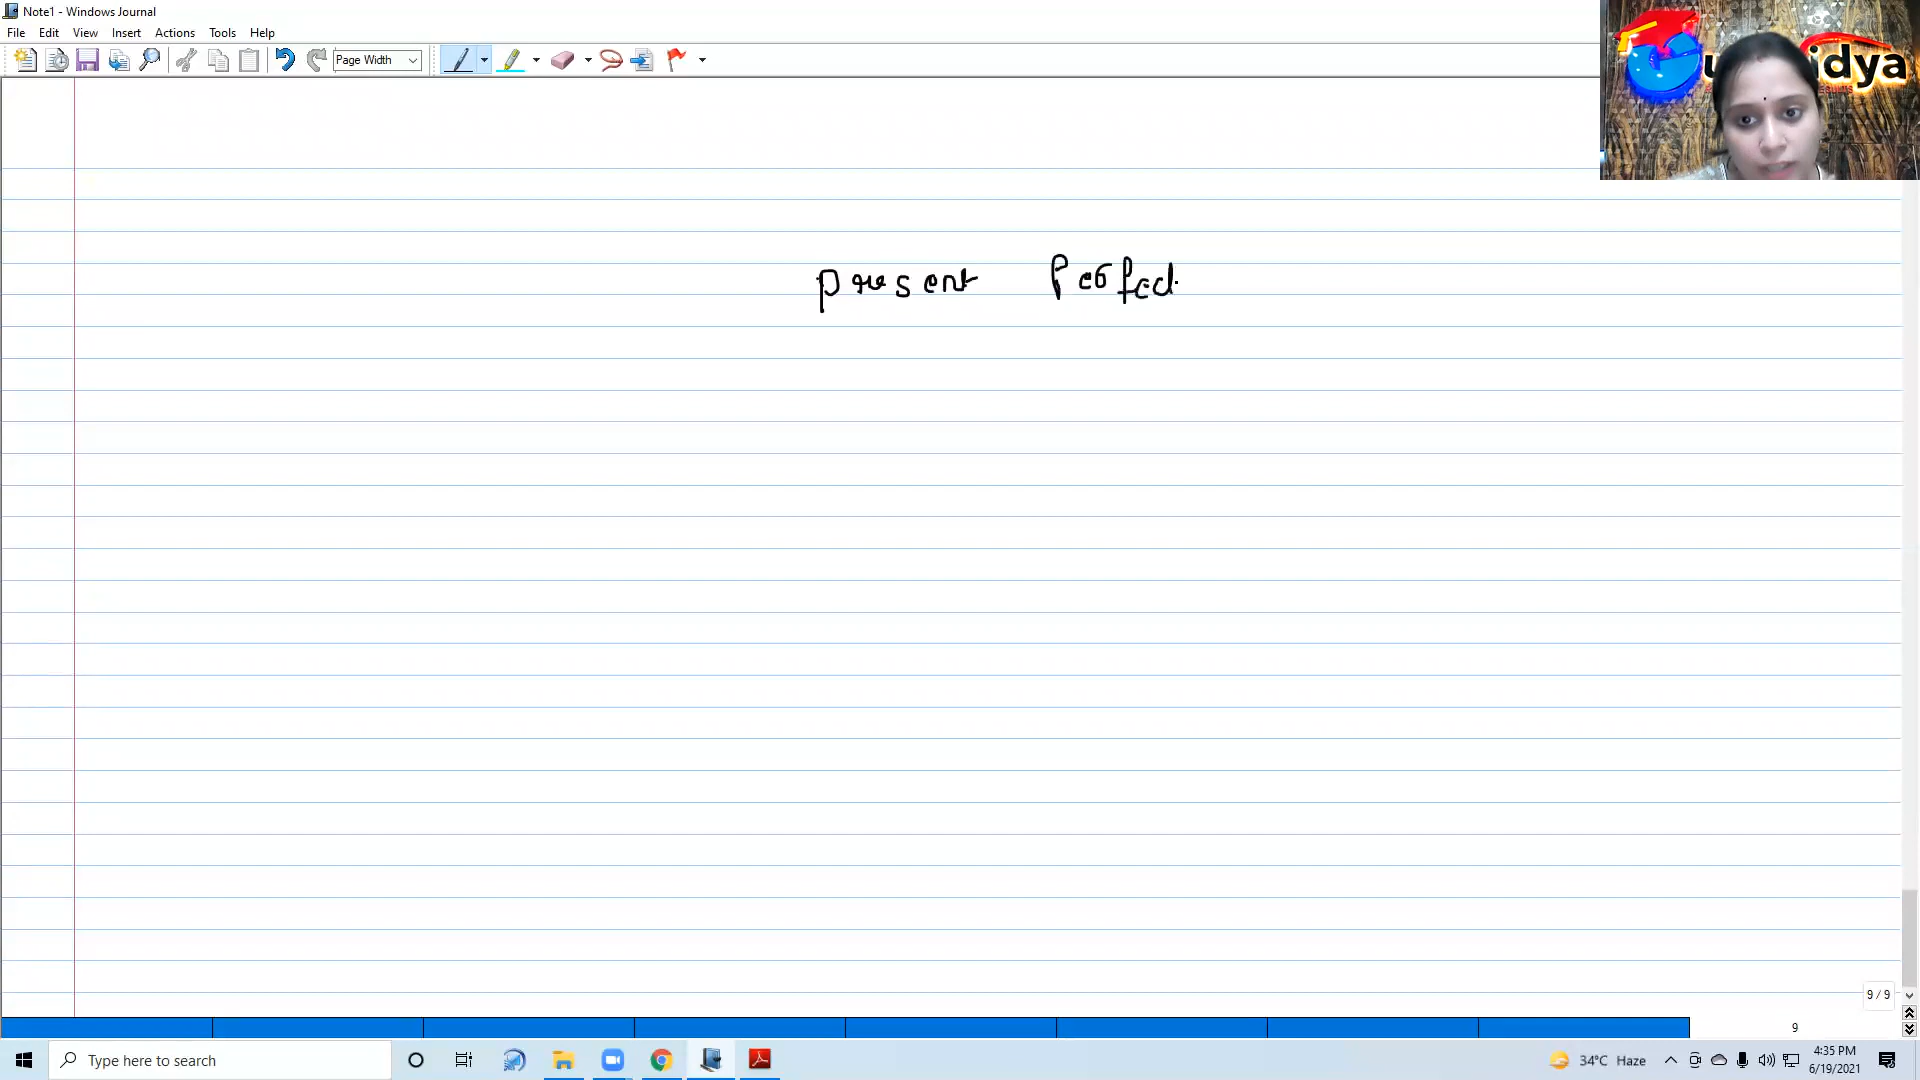 Note1 - Windows Journal
File Edit View Insert Actions Tools Help
Page Width
idya
present Perfect
9 / 9
9
Type here to search
34°C Haze
4:35 PM
6/19/2021